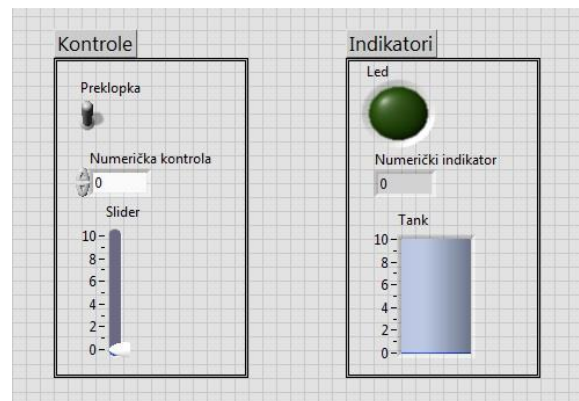 Kontrole
Preklopka
Numerička kontrola
0
Slider
10
8
6
4
2
0
Indikatori
Led
Numerički indikator
0
Tank
10
8
6
4
2
0